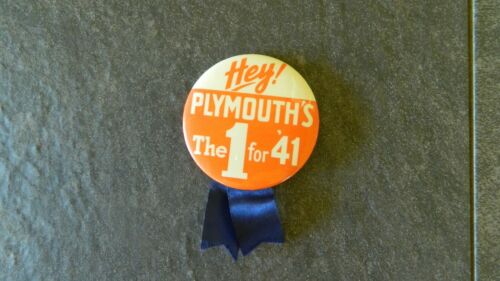 Hey!
PLYMOUTH'S
The 1 for '41